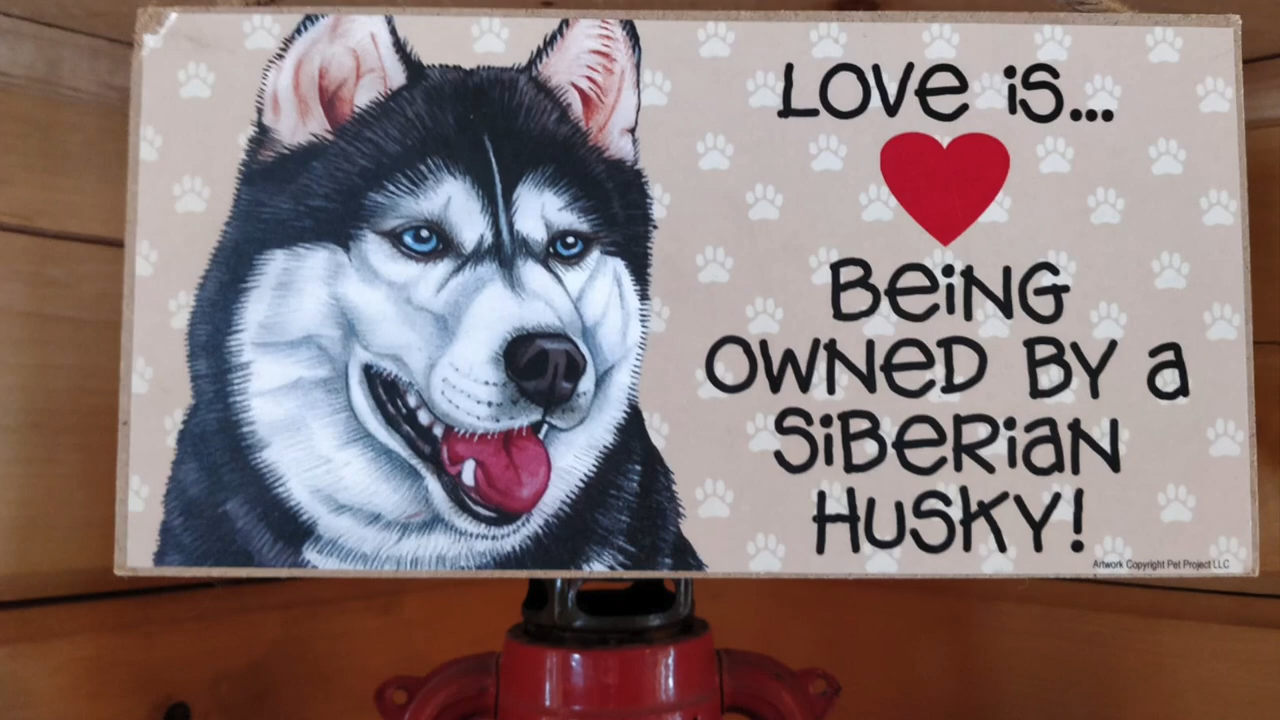 LOVE iS...
BEiNG
OWNED BY a
SiBERiaN
HUSKY!
Artwork Copyright Pet Project LLC